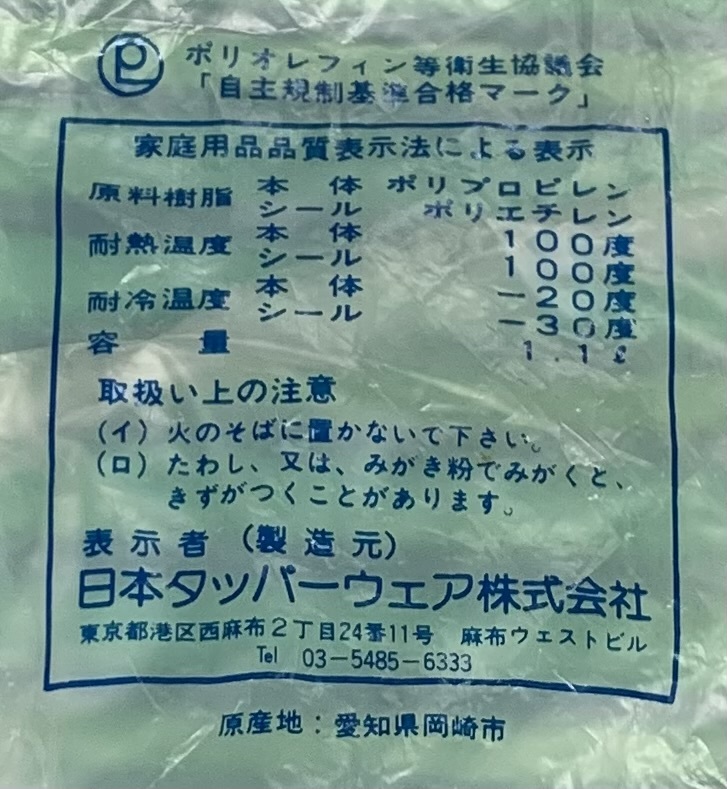 ポリオレフィン等衛生協議会
「自主規制基準合格マーク」
家庭用品品質表示法による表示
原料樹脂 本体 ポリプロピレン
シール ポリエチレン
耐熱温度 本体 100度
シール 100度
耐冷温度 本体 −20度
シール −30度
容量 1.1ℓ
取扱い上の注意
(イ) 火のそばに置かないで下さい。
(ロ) たわし、又は、みがき粉でみがくと、
きずがつくことがあります。
表示者 (製造元)
日本タッパーウェア株式会社
東京都港区西麻布2丁目24番11号 麻布ウエストビル
Tel 03−5485−6333
原産地：愛知県岡崎市